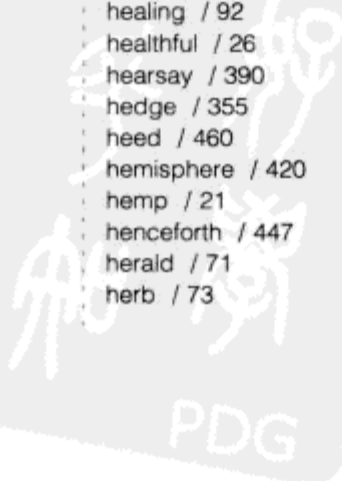 healing / 92
healthful / 26
hearsay / 390
hedge / 355
heed / 460
hemisphere / 420
hemp / 21
henceforth / 447
herald / 71
herb / 73
PDG